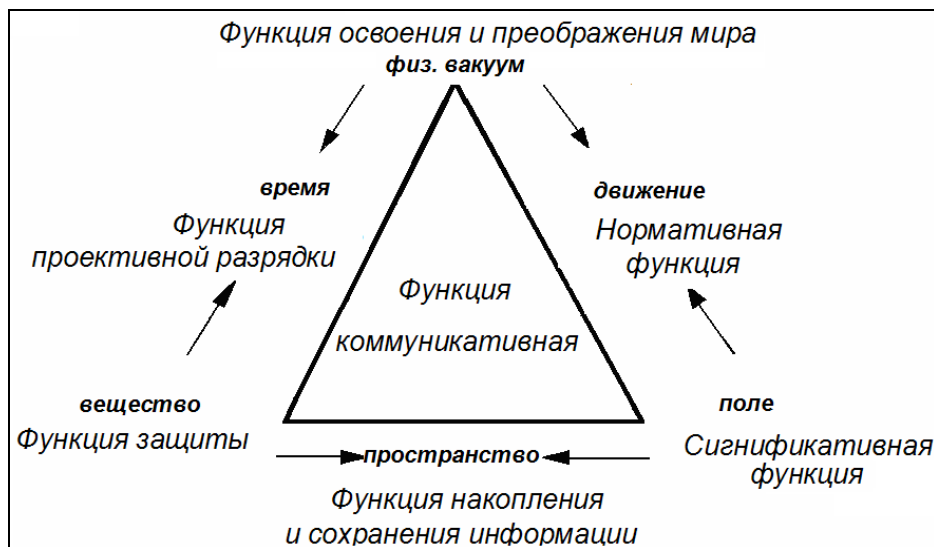 Функция освоения и преображения мира
физ. вакуум
время
движение
Функция
проективной разрядки
Нормативная
функция
Функция
коммуникативная
вещество
Функция защиты
поле
Сигнификативная
функция
пространство
Функция накопления
и сохранения информации